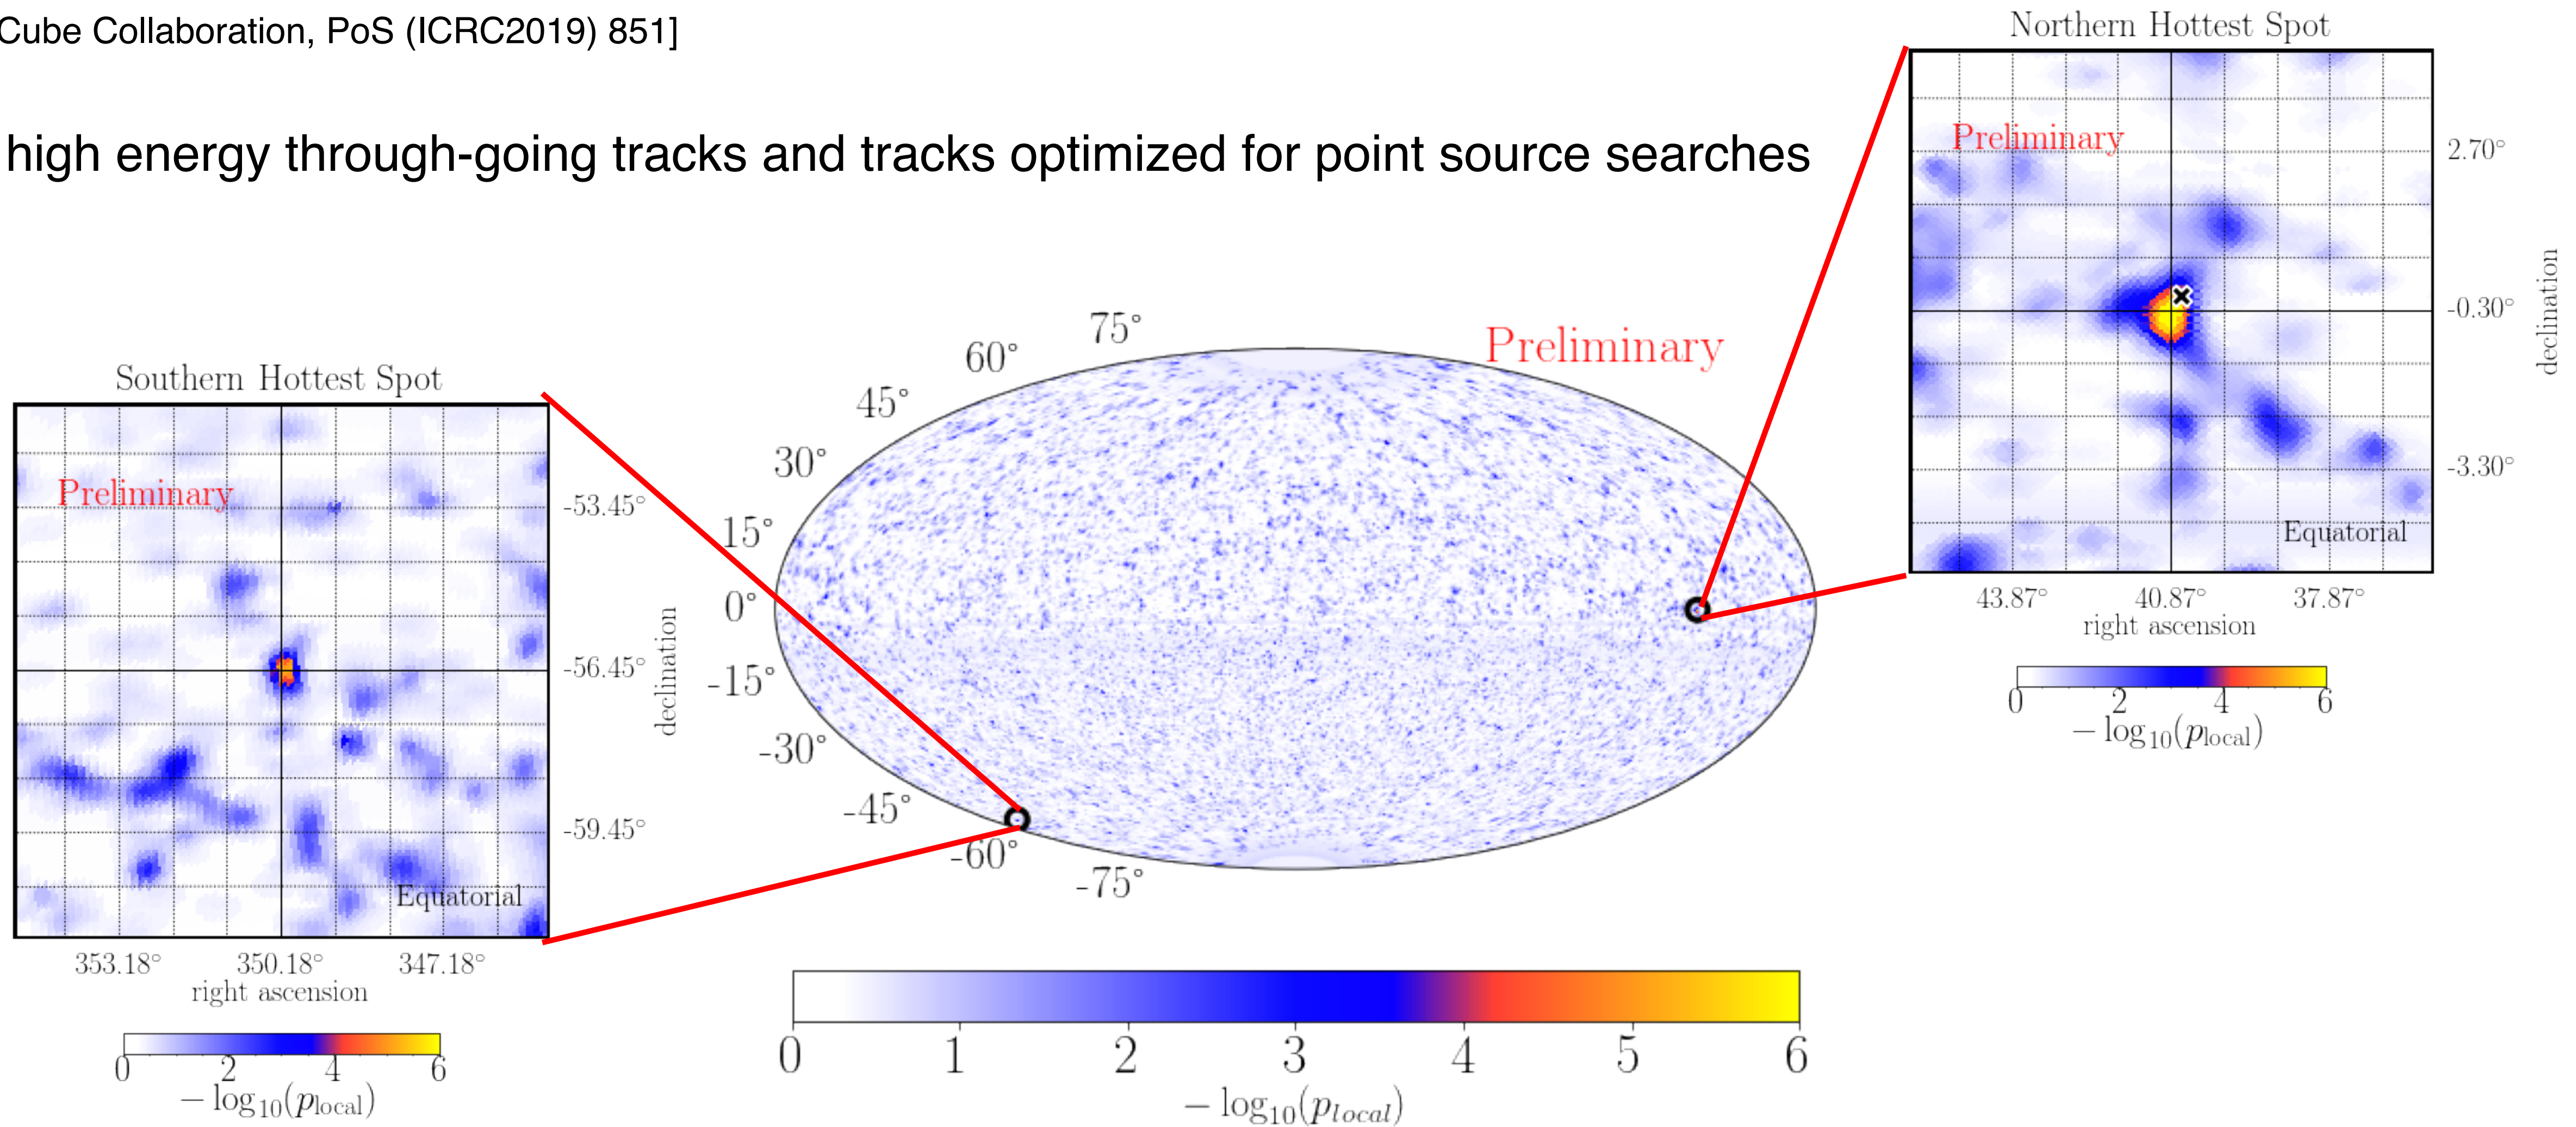 Cube Collaboration, PoS (ICRC2019) 851]
high energy through-going tracks and tracks optimized for point source searches
Southern Hottest Spot
Preliminary
-53.45°
-56.45°
-59.45°
declination
Equatorial
353.18° 350.18° 347.18°
right ascension
0 2 4 6
− log10(plocal)
Preliminary
75°
60°
45°
30°
15°
0°
-15°
-30°
-45°
-60°
-75°
0 1 2 3 4 5 6
− log10(plocal)
Northern Hottest Spot
Preliminary
2.70°
-0.30°
-3.30°
declination
Equatorial
43.87° 40.87° 37.87°
right ascension
0 2 4 6
− log10(plocal)